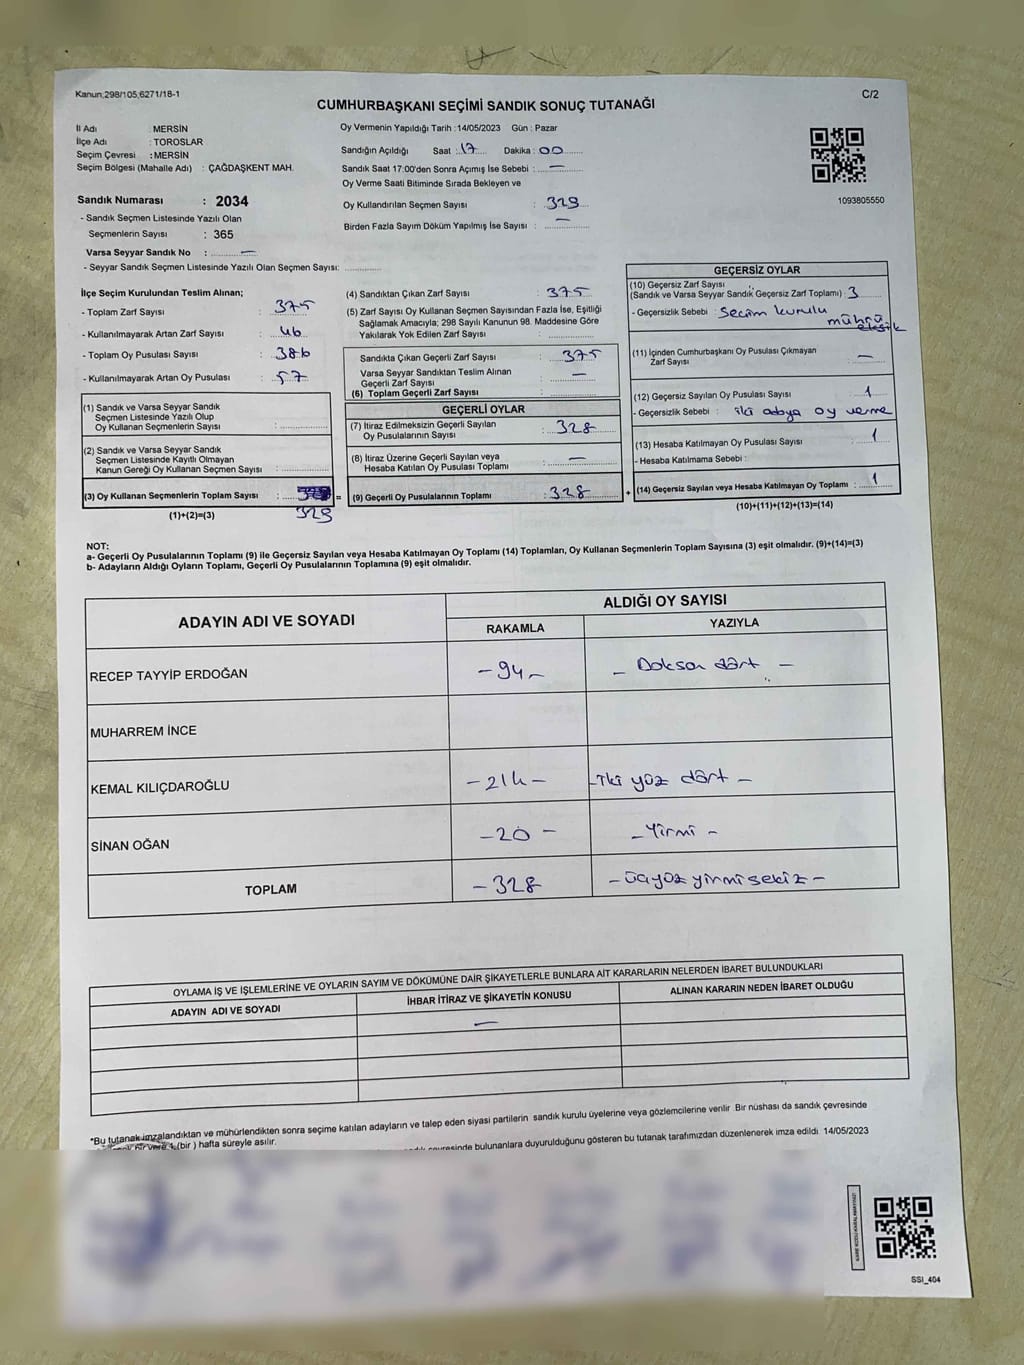 Kanun:298/105,6271/18-1
C/2
CUMHURBAŞKANI SEÇİMİ SANDIK SONUÇ TUTANAĞI
İl Adı : MERSİN
İlçe Adı : TOROSLAR
Seçim Çevresi : MERSİN
Seçim Bölgesi (Mahalle Adı) : ÇAĞDAŞKENT MAH.
Sandık Numarası : 2034
- Sandık Seçmen Listesinde Yazılı Olan
Seçmenlerin Sayısı : 365
Varsa Seyyar Sandık No : —
- Seyyar Sandık Seçmen Listesinde Yazılı Olan Seçmen Sayısı:
Oy Vermenin Yapıldığı Tarih :14/05/2023 Gün : Pazar
Sandığın Açıldığı Saat : 17 Dakika : 00
Sandık Saat 17:00'den Sonra Açımış İse Sebebi : —
Oy Verme Saati Bitiminde Sırada Bekleyen ve
Oy Kullandırılan Seçmen Sayısı : 329
Birden Fazla Sayım Döküm Yapılmış İse Sayısı : —
1093805550
İlçe Seçim Kurulundan Teslim Alınan;
- Toplam Zarf Sayısı : 375
- Kullanılmayarak Artan Zarf Sayısı : 46
- Toplam Oy Pusulası Sayısı : 386
- Kullanılmayarak Artan Oy Pusulası : 57
(1) Sandık ve Varsa Seyyar Sandık
Seçmen Listesinde Yazılı Olup
Oy Kullanan Seçmenlerin Sayısı :
(2) Sandık ve Varsa Seyyar Sandık
Seçmen Listesinde Kayıtlı Olmayan
Kanun Gereği Oy Kullanan Seçmen Sayısı :
(3) Oy Kullanan Seçmenlerin Toplam Sayısı : =
329
(1)+(2)=(3)
(4) Sandıktan Çıkan Zarf Sayısı : 375
(5) Zarf Sayısı Oy Kullanan Seçmen Sayısından Fazla İse, Eşitliği
Sağlamak Amacıyla; 298 Sayılı Kanunun 98. Maddesine Göre
Yakılarak Yok Edilen Zarf Sayısı :
Sandıkta Çıkan Geçerli Zarf Sayısı : 375
Varsa Seyyar Sandıktan Teslim Alınan
Geçerli Zarf Sayısı : —
(6) Toplam Geçerli Zarf Sayısı :
GEÇERLİ OYLAR
(7) İtiraz Edilmeksizin Geçerli Sayılan
Oy Pusulalarının Sayısı : 328
(8) İtiraz Üzerine Geçerli Sayılan veya
Hesaba Katılan Oy Pusulası Toplamı : —
(9) Geçerli Oy Pusulalarının Toplamı : 328 +
GEÇERSİZ OYLAR
(10) Geçersiz Zarf Sayısı
(Sandık ve Varsa Seyyar Sandık Geçersiz Zarf Toplamı) : 3
- Geçersizlik Sebebi : Seçim kurulu
mührü
eksik
(11) İçinden Cumhurbaşkanı Oy Pusulası Çıkmayan
Zarf Sayısı : —
(12) Geçersiz Sayılan Oy Pusulası Sayısı : 1
- Geçersizlik Sebebi : iki adaya oy verme
(13) Hesaba Katılmayan Oy Pusulası Sayısı : 1
- Hesaba Katılmama Sebebi :
(14) Geçersiz Sayılan veya Hesaba Katılmayan Oy Toplamı : 1
(10)+(11)+(12)+(13)=(14)
NOT:
a- Geçerli Oy Pusulalarının Toplamı (9) ile Geçersiz Sayılan veya Hesaba Katılmayan Oy Toplamı (14) Toplamları, Oy Kullanan Seçmenlerin Toplam Sayısına (3) eşit olmalıdır. (9)+(14)=(3)
b- Adayların Aldığı Oyların Toplamı, Geçerli Oy Pusulalarının Toplamına (9) eşit olmalıdır.
ADAYIN ADI VE SOYADI
ALDIĞI OY SAYISI
RAKAMLA YAZIYLA
RECEP TAYYİP ERDOĞAN - 94 - - Doksan dört -
MUHARREM İNCE
KEMAL KILIÇDAROĞLU - 214 - - iki yüz dört -
SİNAN OĞAN - 20 - - Yirmi -
TOPLAM - 328 - üçyüz yirmi sekiz -
OYLAMA İŞ VE İŞLEMLERİNE VE OYLARIN SAYIM VE DÖKÜMÜNE DAİR ŞİKAYETLERLE BUNLARA AİT KARARLARIN NELERDEN İBARET BULUNDUKLARI
ADAYIN ADI VE SOYADI İHBAR İTİRAZ VE ŞİKAYETİN KONUSU ALINAN KARARIN NEDEN İBARET OLDUĞU
—
*Bu tutanak imzalandıktan ve mühürlendikten sonra seçime katılan adayların ve talep eden siyasi partilerin sandık kurulu üyelerine veya gözlemcilerine verilir. Bir nüshası da sandık çevresinde
bir yere 1 (bir ) hafta süreyle asılır.
bulunanlara duyurulduğunu gösteren bu tutanak tarafımızdan düzenlenerek imza edildi. 14/05/2023
SSI_404